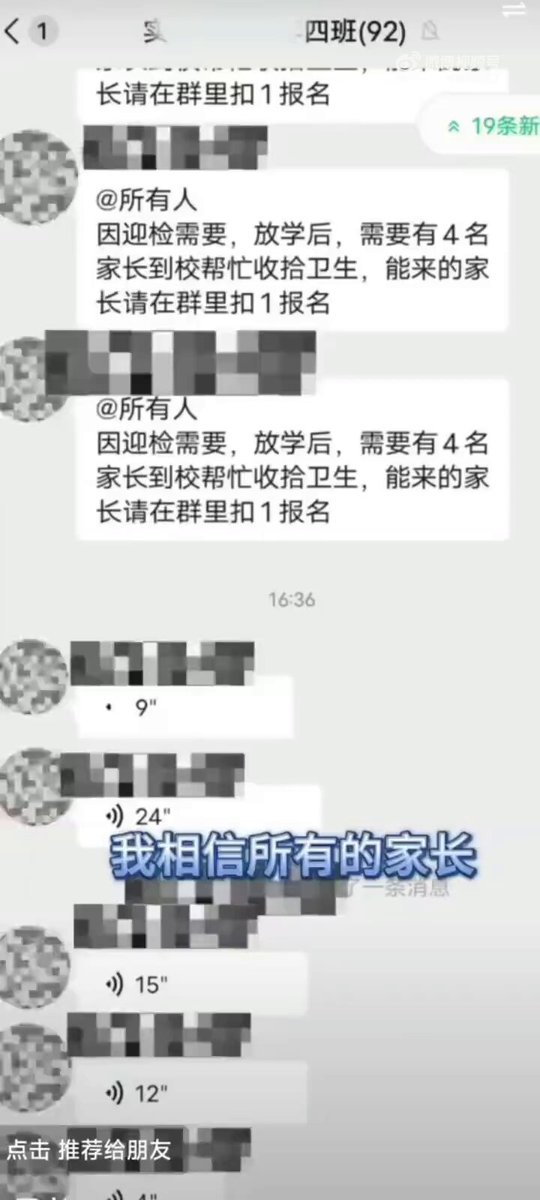 1
四班(92)
长请在群里扣1报名
19条新
@所有人
因迎检需要，放学后，需要有4名
家长到校帮忙收拾卫生，能来的家
长请在群里扣1报名
@所有人
因迎检需要，放学后，需要有4名
家长到校帮忙收拾卫生，能来的家
长请在群里扣1报名
16:36
9"
24"
我相信所有的家长
了一条消息
15"
12"
点击 推荐给朋友
4"